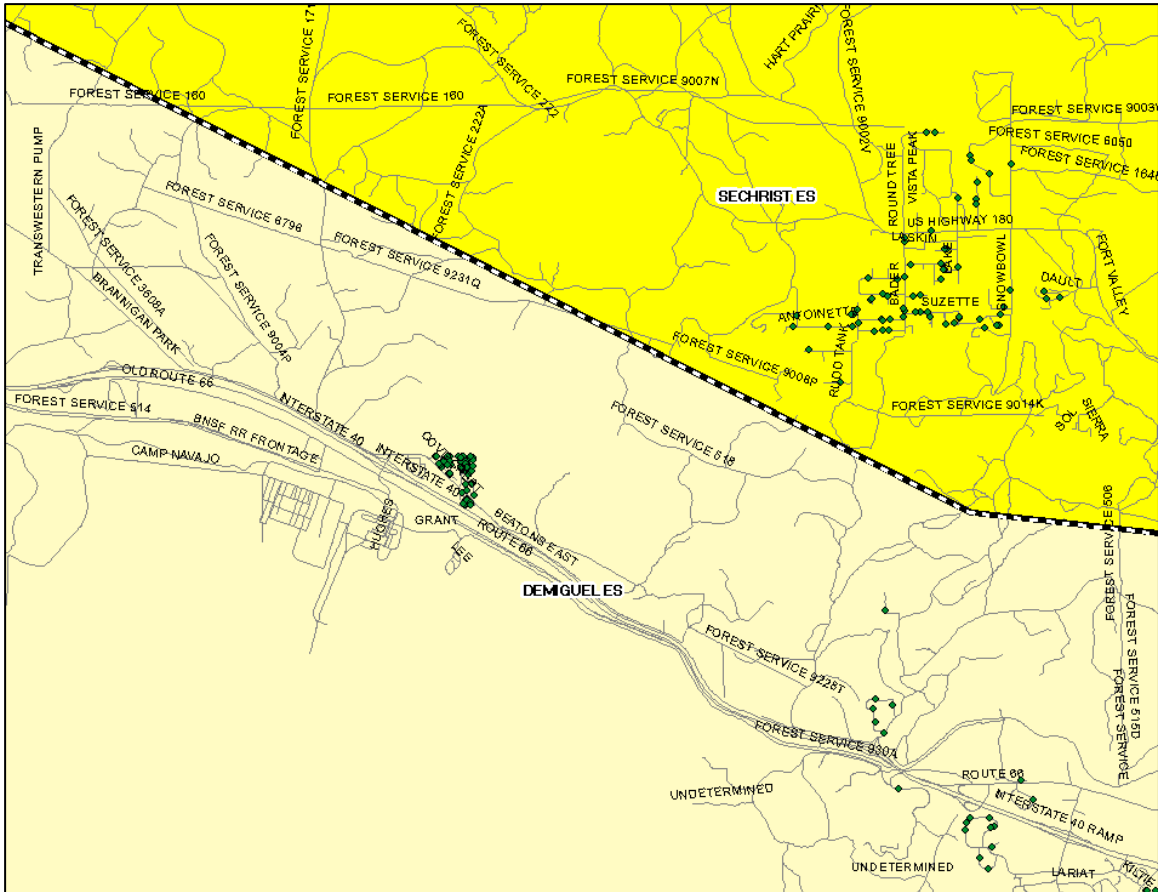 FOREST SERVICE 171
FOREST SERVICE 222
HART PRAIRIE
FOREST SERVICE 9002V
FOREST SERVICE 9007N
FOREST SERVICE 160
FOREST SERVICE 160
FOREST SERVICE 222A
FOREST SERVICE 9003V
FOREST SERVICE 6050
FOREST SERVICE 164
TRANSWESTERN PUMP
ROUND TREE
VISTA PEAK
SECHRIST ES
FOREST SERVICE 6796
US HIGHWAY 180
LASKIN
LAKE
FOREST SERVICE 3608A
FOREST SERVICE 9004P
FOREST SERVICE 9231Q
SNOWBOWL
DAULT
FORT VALLEY
BADER
SUZETTE
BRANNIGAN PARK
ANTOINETTE
FOREST SERVICE 9006P
RUDD TANK
OLD ROUTE 66
FOREST SERVICE 514
INTERSTATE 40
FOREST SERVICE 618
FOREST SERVICE 9014K
SOL
SIERRA
BNSF RR FRONTAGE
INTERSTATE 40
CAMP NAVAJO
HUGHES
GRANT
ROUTE 66
BEATONS EAST
LEE
FOREST SERVICE 506
DEMIGUEL ES
FOREST SERVICE 9228T
FOREST SERVICE 515D
FOREST SERVICE
FOREST SERVICE 930A
ROUTE 66
UNDETERMINED
INTERSTATE 40 RAMP
UNDETERMINED
LARIAT
KILTIE